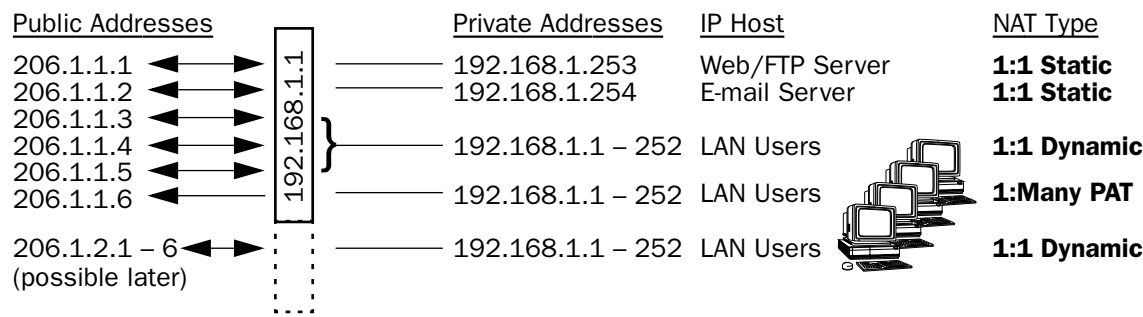 Public Addresses Private Addresses IP Host NAT Type
206.1.1.1 192.168.1.253 Web/FTP Server 1:1 Static
206.1.1.2 192.168.1.254 E-mail Server 1:1 Static
206.1.1.3
206.1.1.4 192.168.1.1 – 252 LAN Users 1:1 Dynamic
206.1.1.5
206.1.1.6 192.168.1.1 – 252 LAN Users 1:Many PAT
192.168.1.1
206.1.2.1 – 6 192.168.1.1 – 252 LAN Users 1:1 Dynamic
(possible later)